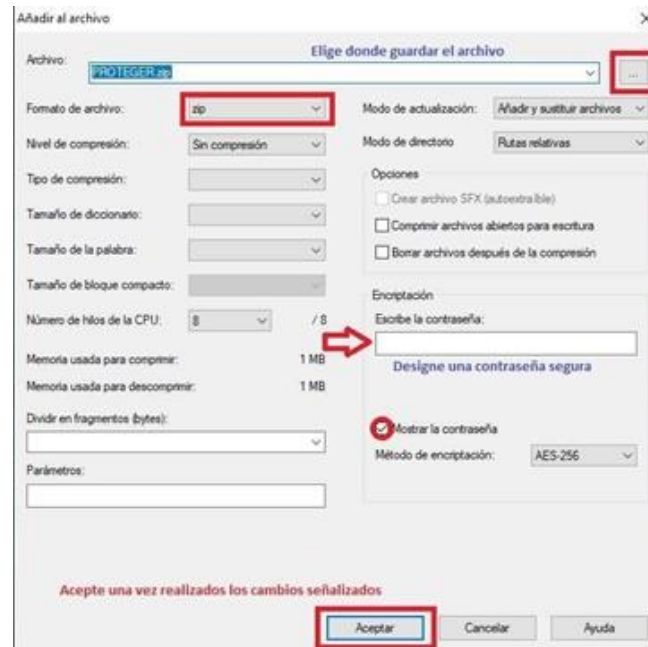 Añadir al archivo
Elige donde guardar el archivo
Archivo:
PROTEGER.zip
...
Formato de archivo:
zip
Modo de actualización:
Añadir y sustituir archivos
Nivel de compresión:
Sin compresión
Modo de directorio
Rutas relativas
Tipo de compresión:
Opciones
Crear archivo SFX (autoextraíble)
Tamaño de diccionario:
Comprimir archivos abiertos para escritura
Tamaño de la palabra:
Borrar archivos después de la compresión
Tamaño de bloque compacto:
Encriptación
Número de hilos de la CPU:
8
/ 8
Escribe la contraseña:
Memoria usada para comprimir:
1 MB
Designe una contraseña segura
Memoria usada para descomprimir:
1 MB
Dividir en fragmentos (bytes):
Mostrar la contraseña
Método de encriptación:
AES-256
Parámetros:
Acepte una vez realizados los cambios señalizados
Aceptar
Cancelar
Ayuda